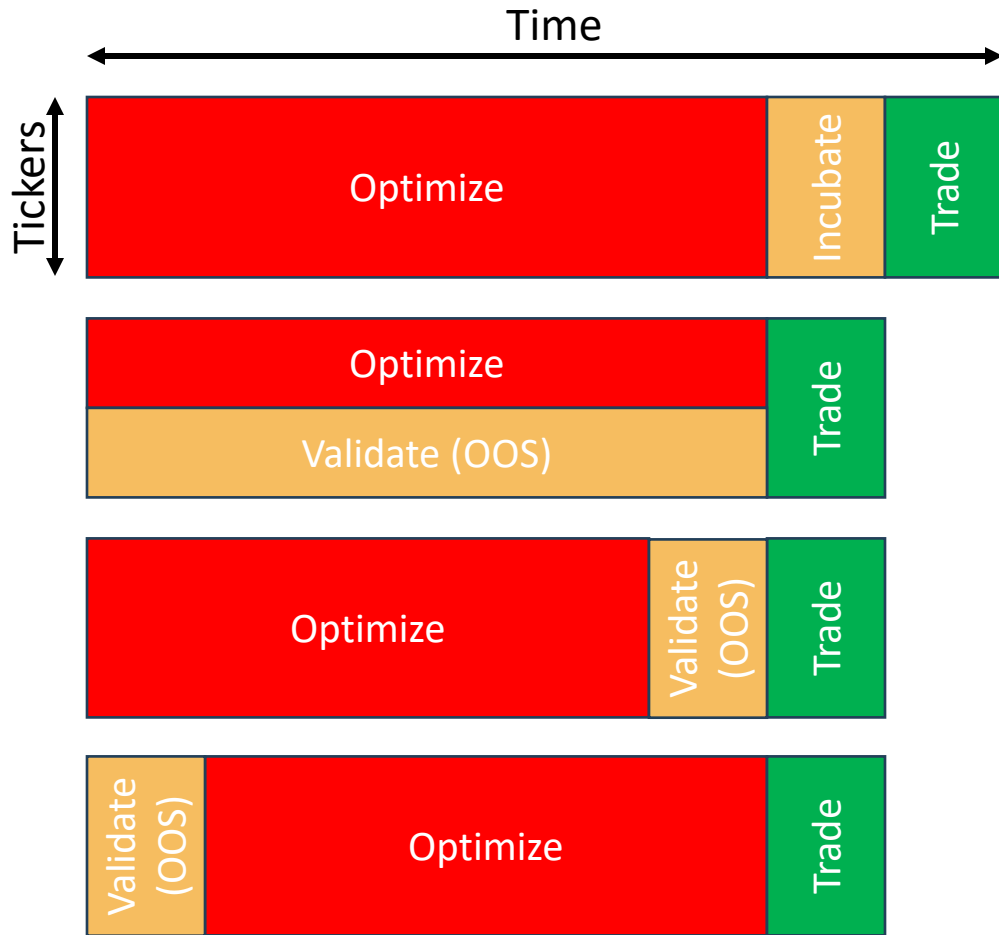 Time
Tickers
Optimize
Incubate
Trade
Optimize
Validate (OOS)
Trade
Optimize
Validate
(OOS)
Trade
Validate
(OOS)
Optimize
Trade